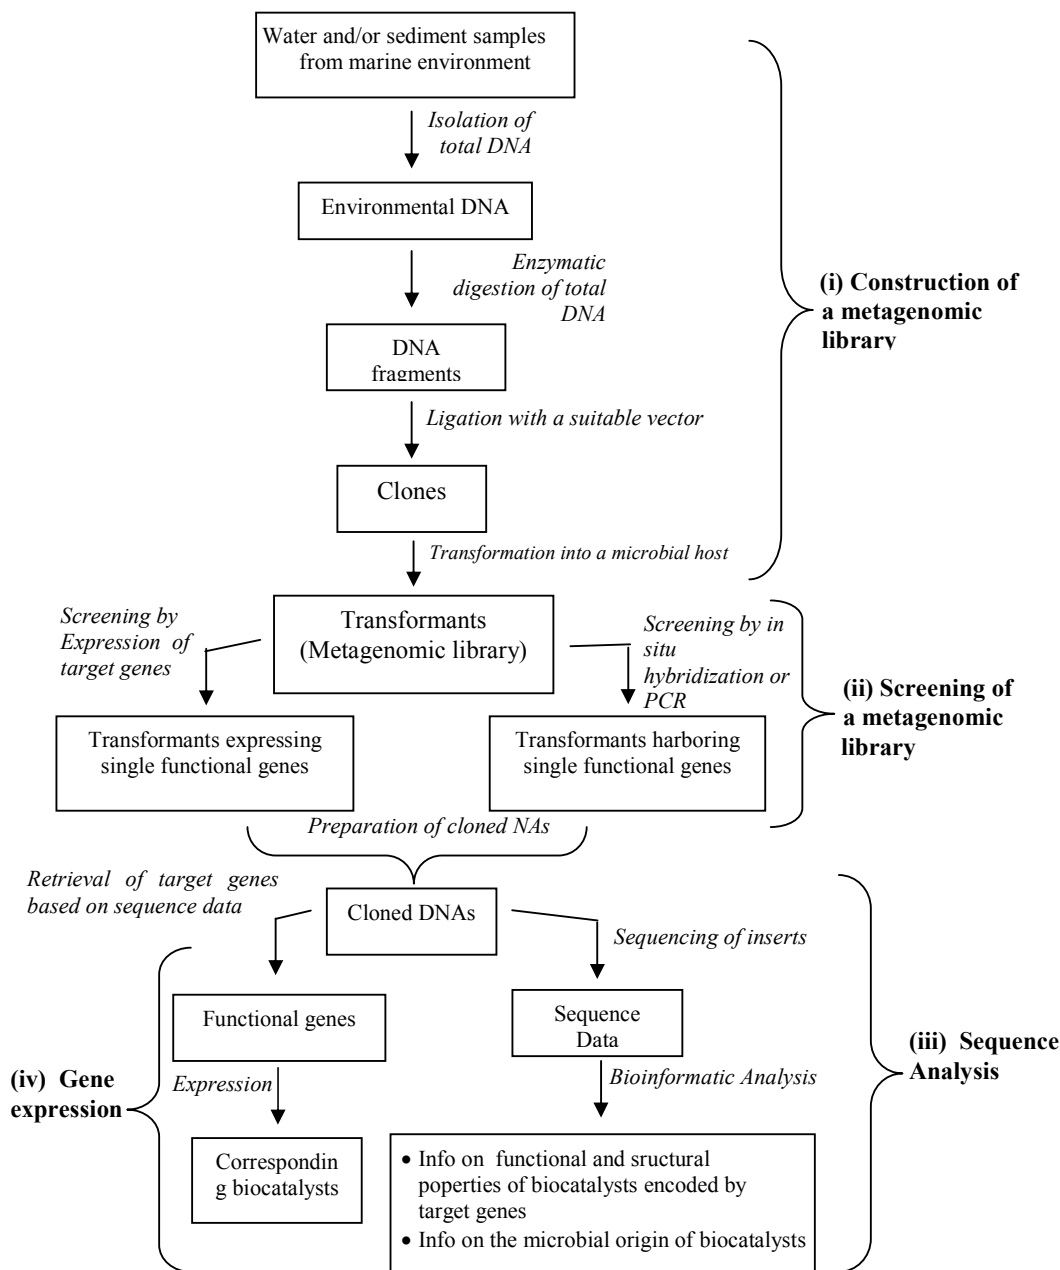 Water and/or sediment samples
from marine environment
Isolation of
total DNA
Environmental DNA
Enzymatic
digestion of total
DNA
(i) Construction of
a metagenomic
library
DNA
fragments
Ligation with a suitable vector
Clones
Transformation into a microbial host
Screening by
Expression of
target genes
Transformants
(Metagenomic library)
Screening by in
situ
hybridization or
PCR
(ii) Screening of
a metagenomic
library
Transformants expressing
single functional genes
Transformants harboring
single functional genes
Preparation of cloned NAs
Retrieval of target genes
based on sequence data
Cloned DNAs
Sequencing of inserts
Functional genes
Sequence
Data
(iii) Sequence
Analysis
(iv) Gene
expression
Expression
Bioinformatic Analysis
Correspondin
g biocatalysts
• Info on functional and sructural
poperties of biocatalysts encoded by
target genes
• Info on the microbial origin of biocatalysts